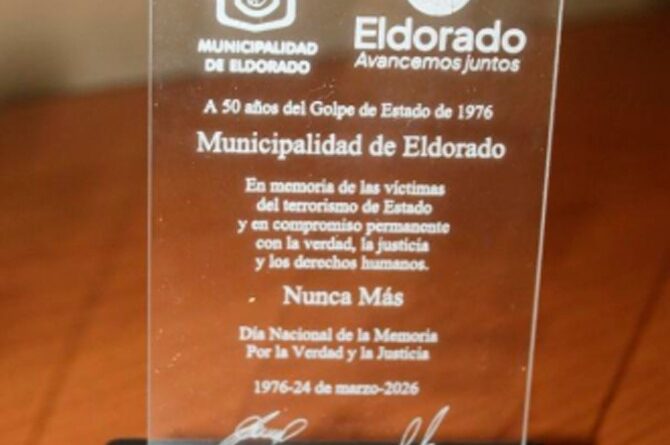 MUNICIPALIDAD
DE ELDORADO
Eldorado
Avancemos juntos
A 50 años del Golpe de Estado de 1976
Municipalidad de Eldorado
En memoria de las víctimas
del terrorismo de Estado
y en compromiso permanente
con la verdad, la justicia
y los derechos humanos.
Nunca Más
Día Nacional de la Memoria
Por la Verdad y la Justicia
1976-24 de marzo-2026